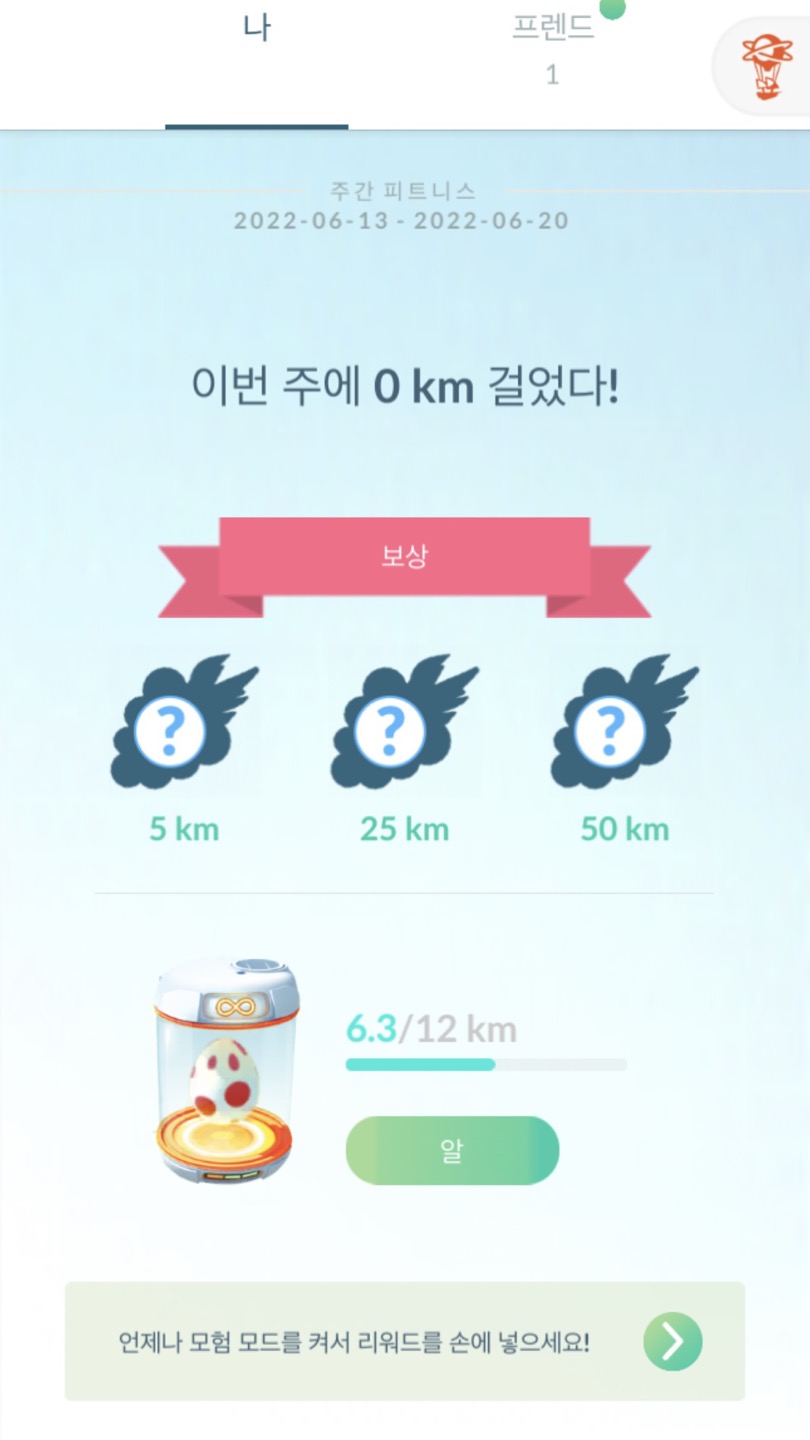 나
프렌드
1
주간 피트니스
2022-06-13 - 2022-06-20
이번 주에 0 km 걸었다!
보상
? ? ?
5 km 25 km 50 km
6.3/12 km
알
언제나 모험 모드를 켜서 리워드를 손에 넣으세요!